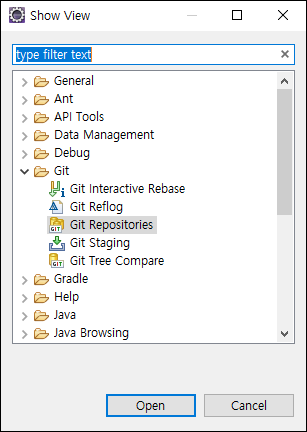 Show View
type filter text
General
Ant
API Tools
Data Management
Debug
Git
Git Interactive Rebase
Git Reflog
Git Repositories
Git Staging
Git Tree Compare
Gradle
Help
Java
Java Browsing
Open Cancel